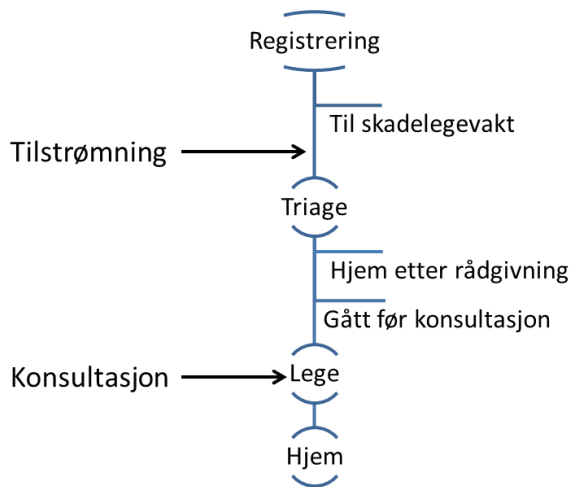 Registrering
Til skadelegevakt
Tilstrømning
Triage
Hjem etter rådgivning
Gått før konsultasjon
Konsultasjon
Lege
Hjem